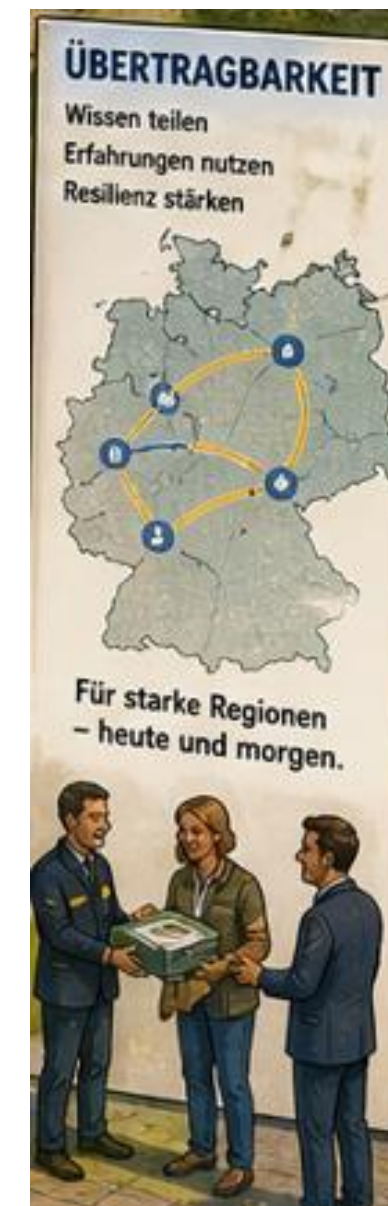 ÜBERTRAGBARKEIT
Wissen teilen
Erfahrungen nutzen
Resilienz stärken
Für starke Regionen
– heute und morgen.